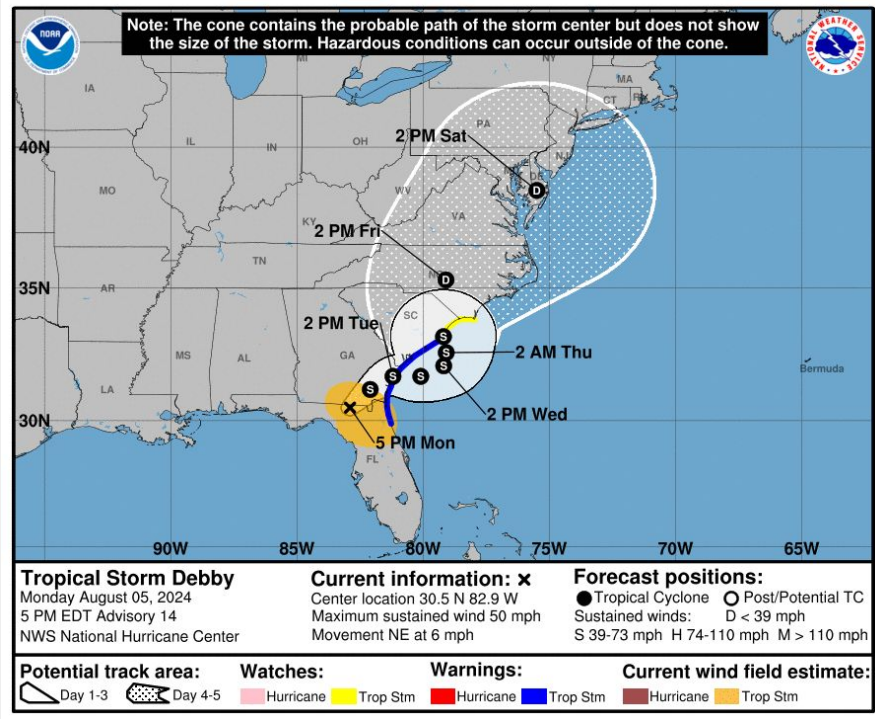 Note: The cone contains the probable path of the storm center but does not show
the size of the storm. Hazardous conditions can occur outside of the cone.
NOAA
NATIONAL WEATHER SERVICE
MI
NY
MA
CT
IA
PA
IL
IN
OH
NJ
40N
2 PM Sat
D
DE
MO
WV
VA
KY
2 PM Fri
TN
D
35N
AR
SC
2 PM Tue
S
S
2 AM Thu
MS
AL
GA
S
S
S
S
Bermuda
LA
2 PM Wed
30N
5 PM Mon
FL
90W
85W
80W
75W
70W
65W
Tropical Storm Debby
Monday August 05, 2024
5 PM EDT Advisory 14
NWS National Hurricane Center
Current information: ×
Center location 30.5 N 82.9 W
Maximum sustained wind 50 mph
Movement NE at 6 mph
Forecast positions:
Tropical Cyclone Post/Potential TC
Sustained winds: D < 39 mph
S 39-73 mph H 74-110 mph M > 110 mph
Potential track area:
Day 1-3 Day 4-5
Watches:
Hurricane Trop Stm
Warnings:
Hurricane Trop Stm
Current wind field estimate:
Hurricane Trop Stm